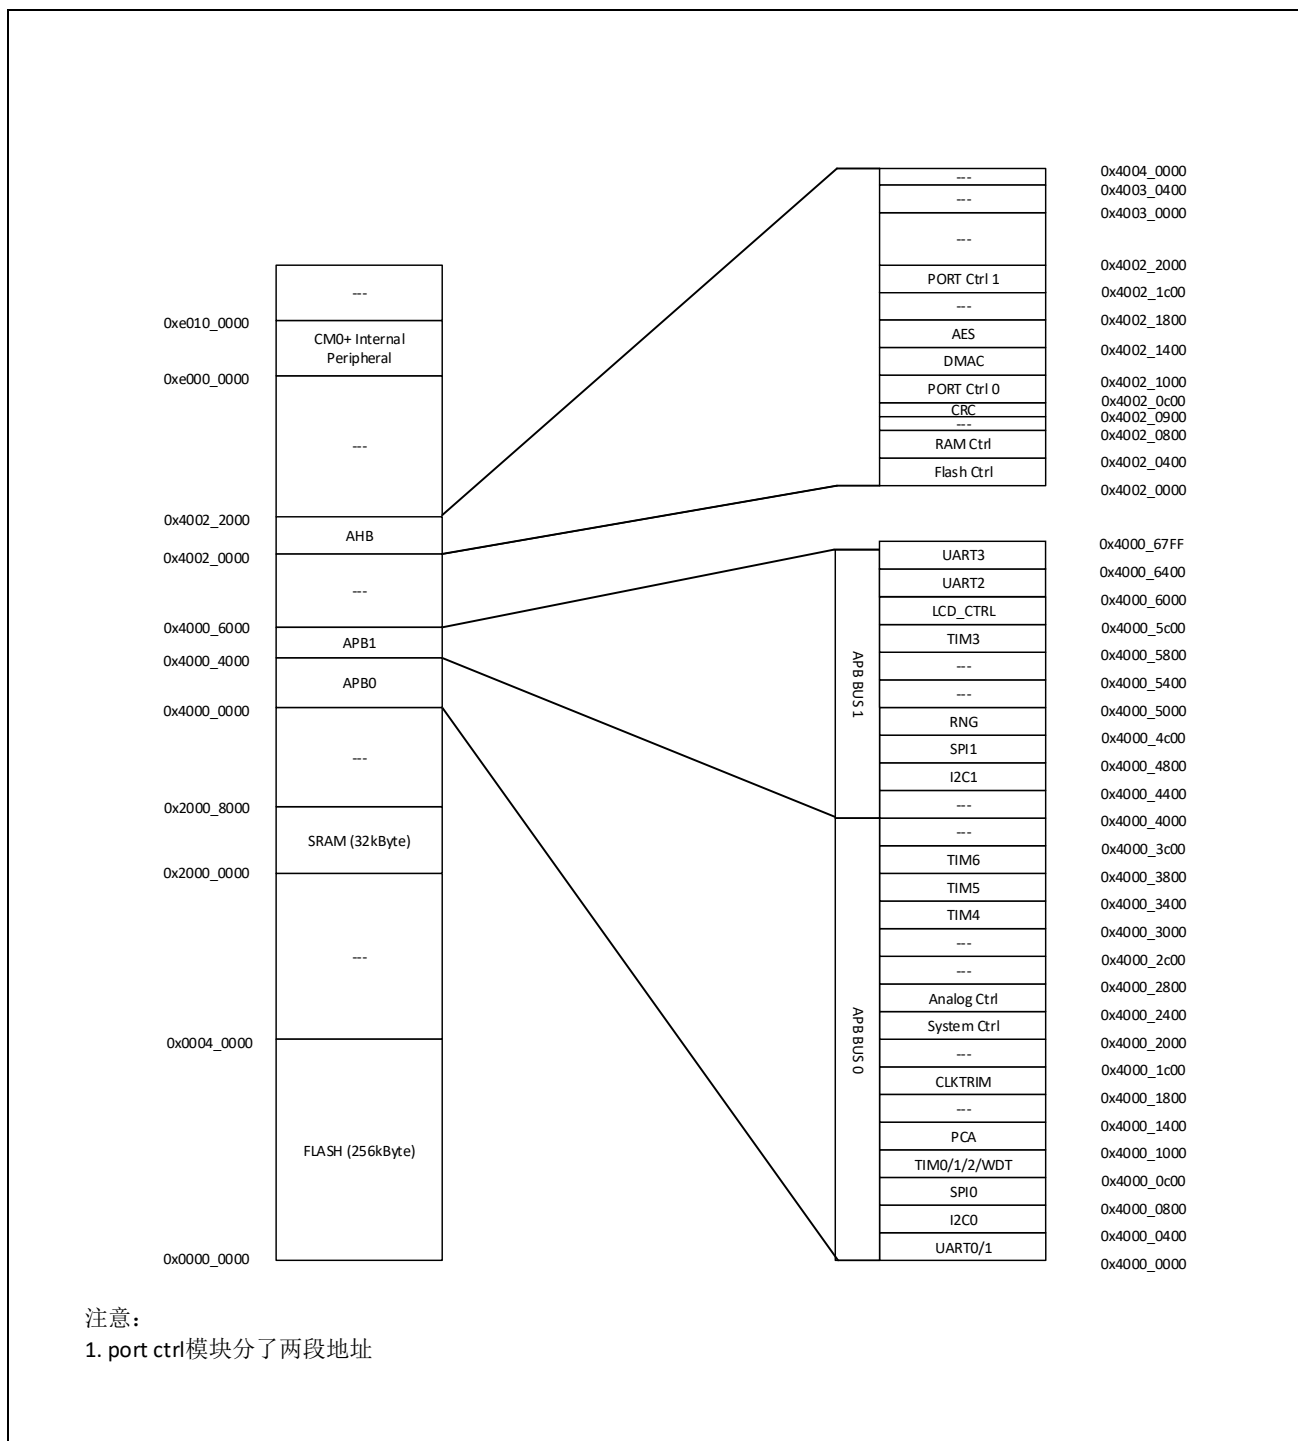 ---
0xe010_0000
CM0+ Internal
Peripheral
0xe000_0000
---
0x4002_2000
AHB
0x4002_0000
---
0x4000_6000
APB1
0x4000_4000
APB0
0x4000_0000
---
0x2000_8000
SRAM (32kByte)
0x2000_0000
---
0x0004_0000
FLASH (256kByte)
0x0000_0000
0x4004_0000
---
0x4003_0400
---
0x4003_0000
---
0x4002_2000
PORT Ctrl 1
0x4002_1c00
---
0x4002_1800
AES
0x4002_1400
DMAC
0x4002_1000
PORT Ctrl 0
0x4002_0c00
CRC
0x4002_0900
---
0x4002_0800
RAM Ctrl
0x4002_0400
Flash Ctrl
0x4002_0000
APB BUS 1
0x4000_67FF
UART3
0x4000_6400
UART2
0x4000_6000
LCD_CTRL
0x4000_5c00
TIM3
0x4000_5800
---
0x4000_5400
---
0x4000_5000
RNG
0x4000_4c00
SPI1
0x4000_4800
I2C1
0x4000_4400
---
0x4000_4000
APB BUS 0
---
0x4000_3c00
TIM6
0x4000_3800
TIM5
0x4000_3400
TIM4
0x4000_3000
---
0x4000_2c00
---
0x4000_2800
Analog Ctrl
0x4000_2400
System Ctrl
0x4000_2000
---
0x4000_1c00
CLKTRIM
0x4000_1800
---
0x4000_1400
PCA
0x4000_1000
TIM0/1/2/WDT
0x4000_0c00
SPI0
0x4000_0800
I2C0
0x4000_0400
UART0/1
0x4000_0000
注意：
1. port ctrl模块分了两段地址